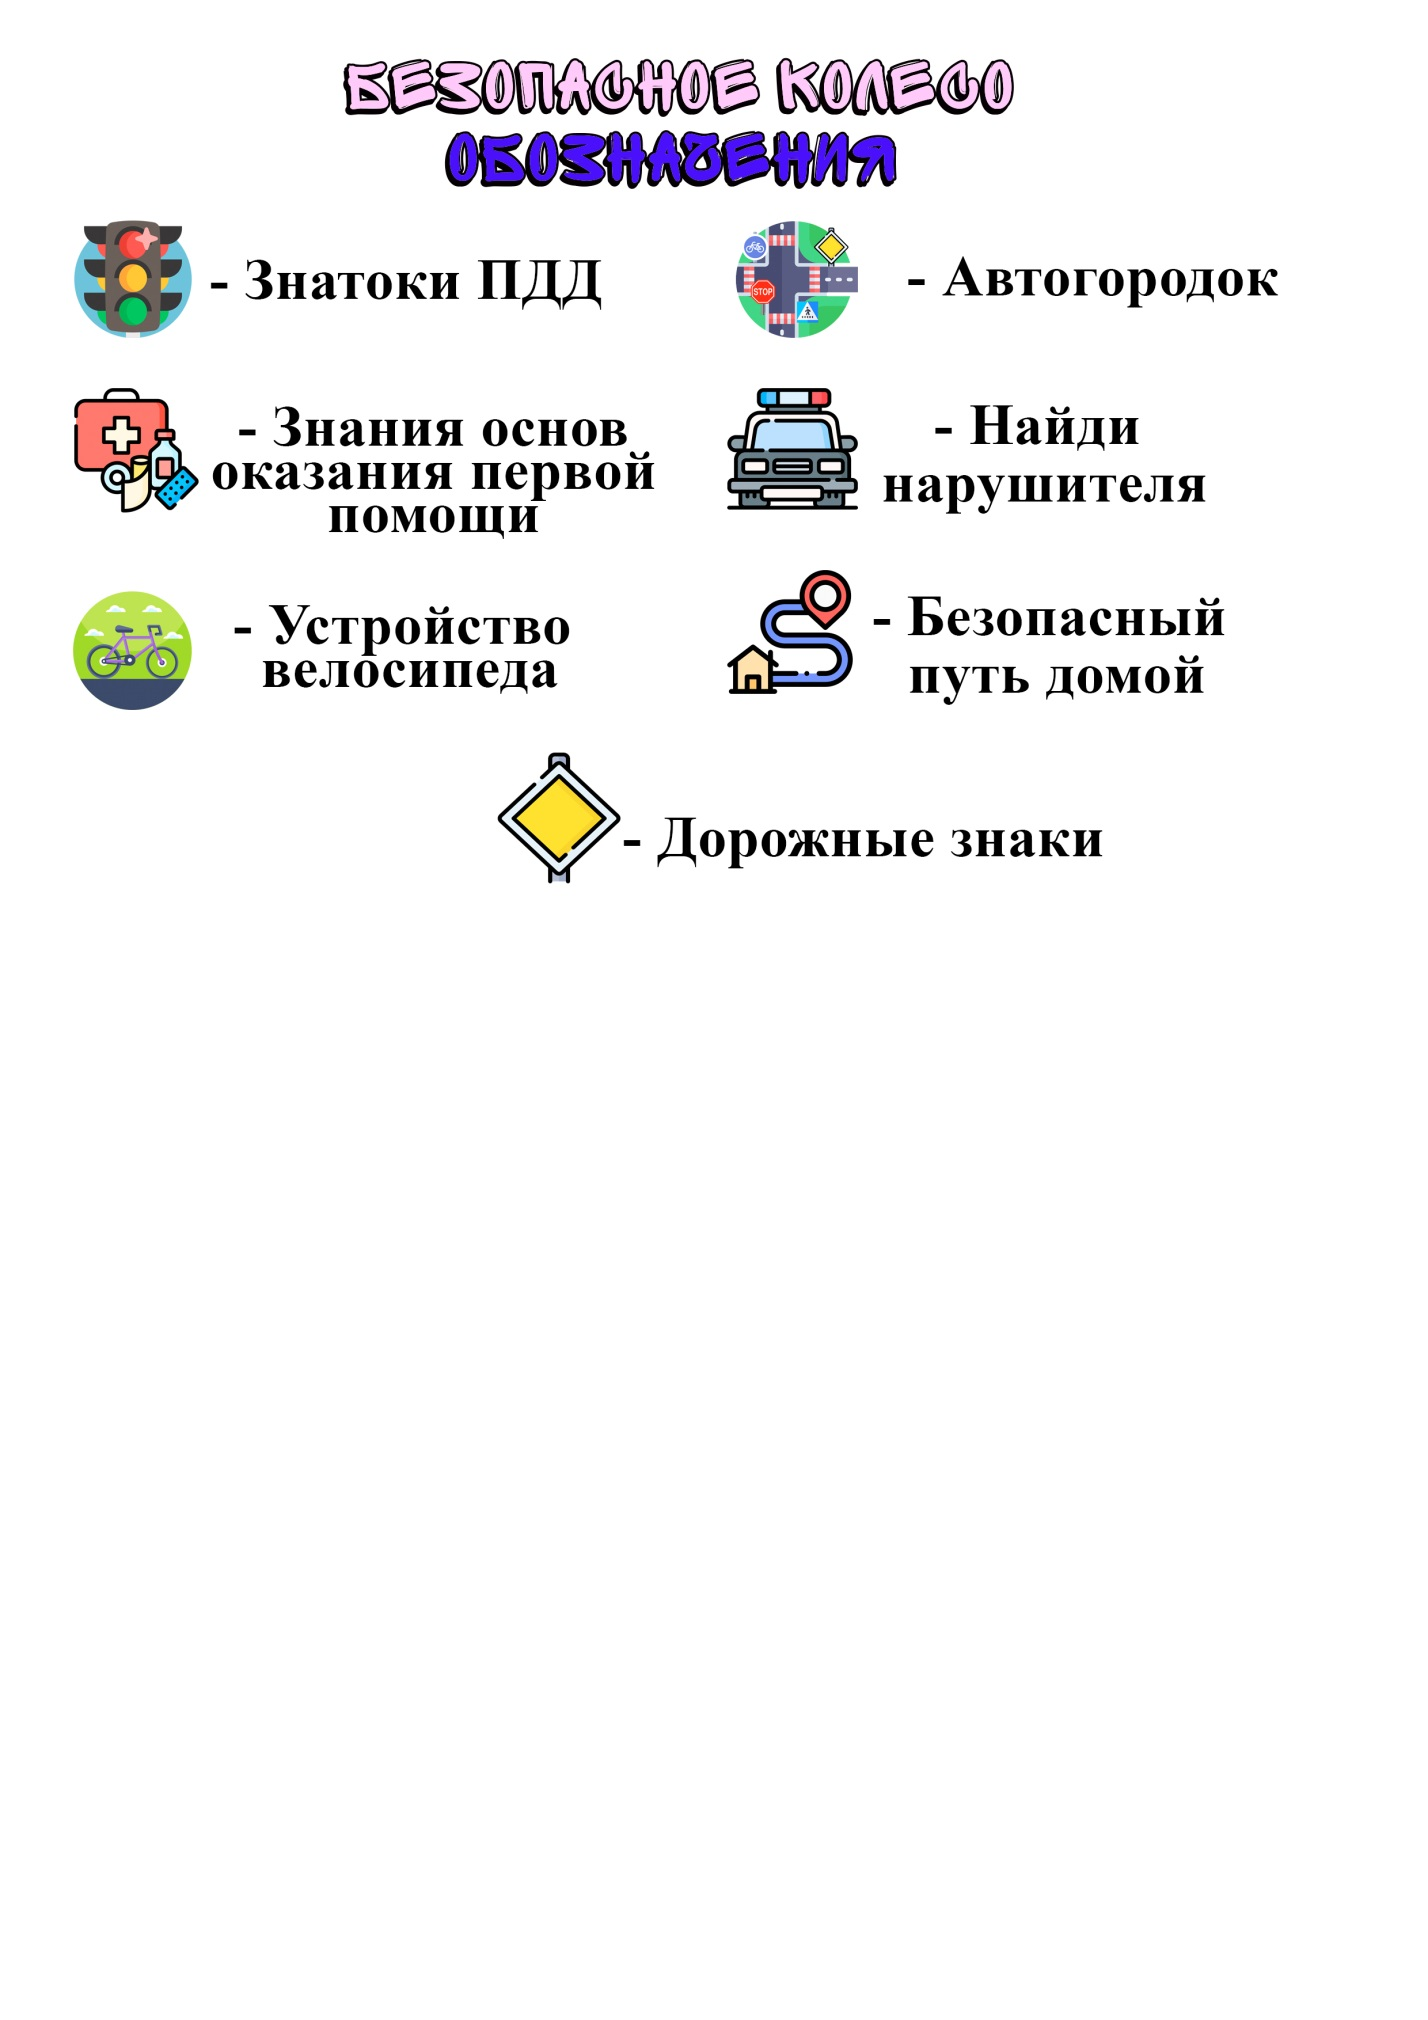 БЕЗОПАСНОЕ КОЛЕСО
ОБОЗНАЧЕНИЯ
- Знатоки ПДД
- Автогородок
STOP
- Знания основ
оказания первой
помощи
- Найди
нарушителя
- Устройство
велосипеда
- Безопасный
путь домой
- Дорожные знаки